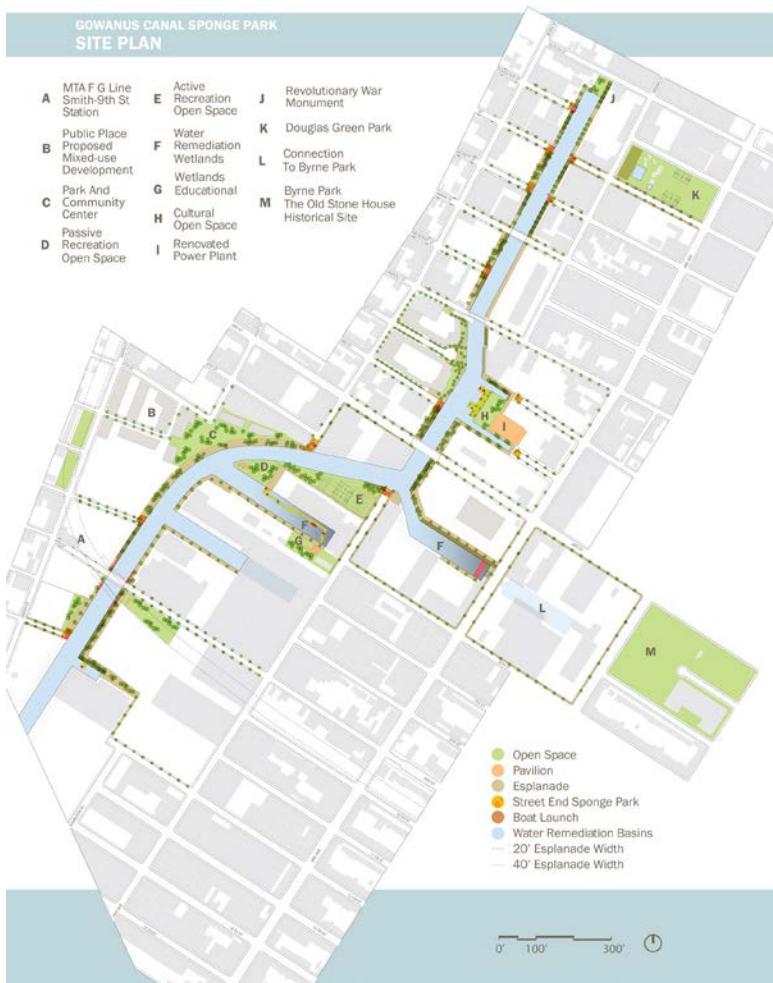 GOWANUS CANAL SPONGE PARK
SITE PLAN
A MTA F G Line
Smith-9th St
Station
B Public Place
Proposed
Mixed-use
Development
C Park And
Community
Center
D Passive
Recreation
Open Space
E Active
Recreation
Open Space
F Water
Remediation
Wetlands
G Wetlands
Educational
H Cultural
Open Space
I Renovated
Power Plant
J Revolutionary War
Monument
K Douglas Green Park
L Connection
To Byrne Park
M Byrne Park
The Old Stone House
Historical Site
J
K
B
C
H
I
D
E
F
G
A
F
L
M
Open Space
Pavilion
Esplanade
Street End Sponge Park
Boat Launch
Water Remediation Basins
20' Esplanade Width
40' Esplanade Width
0' 100' 300'